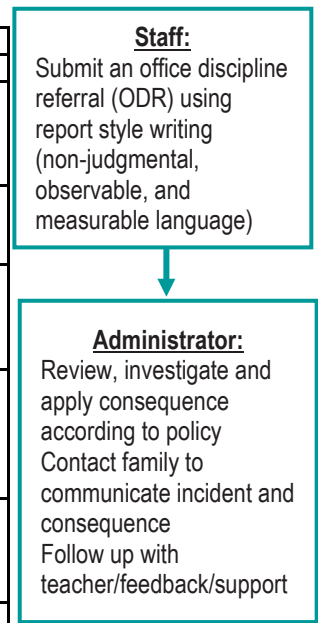 Staff:
Submit an office discipline
referral (ODR) using
report style writing
(non-judgmental,
observable, and
measurable language)
Administrator:
Review, investigate and
apply consequence
according to policy
Contact family to
communicate incident and
consequence
Follow up with
teacher/feedback/support